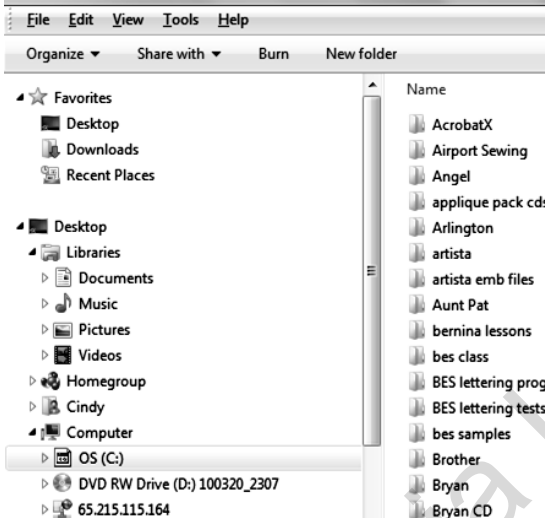 File Edit View Tools Help
Organize Share with Burn New folder
Favorites
Desktop
Downloads
Recent Places
Desktop
Libraries
Documents
Music
Pictures
Videos
Homegroup
Cindy
Computer
OS (C:)
DVD RW Drive (D:) 100320_2307
65.215.115.164
Name
AcrobatX
Airport Sewing
Angel
applique pack cds
Arlington
artista
artista emb files
Aunt Pat
bernina lessons
bes class
BES lettering prog
BES lettering tests
bes samples
Brother
Bryan
Bryan CD